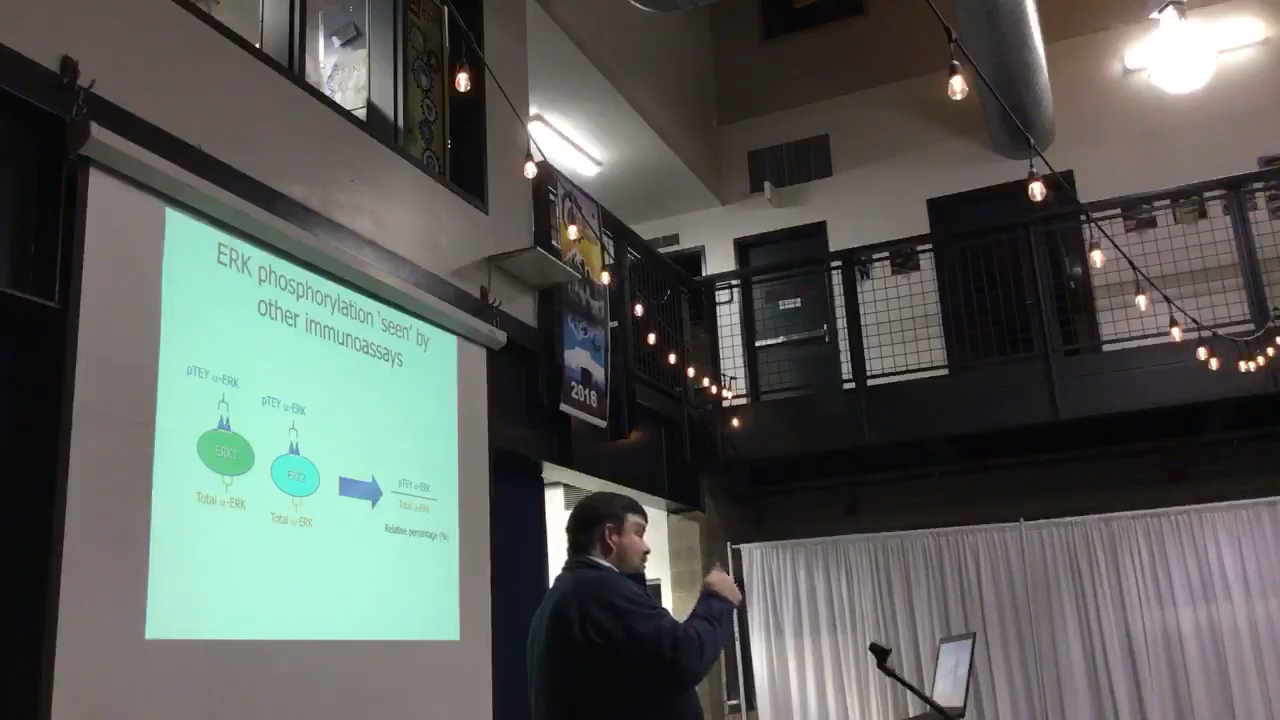 ERK phosphorylation 'seen' by
other immunoassays
pTEY α-ERK
pTEY α-ERK
ERK1
ERK2
Total α-ERK
Total α-ERK
pTEY α-ERK
Total α-ERK
Relative percentage (%)
2018